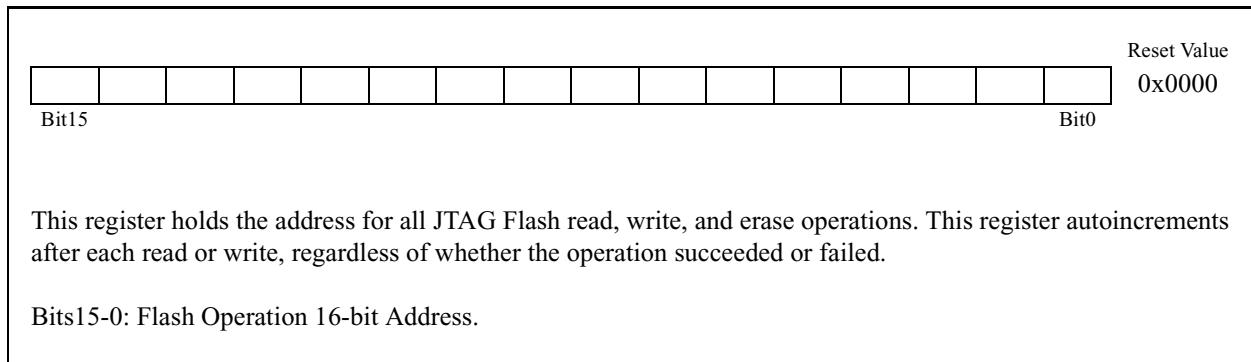 Reset Value
0x0000
Bit15 Bit0
This register holds the address for all JTAG Flash read, write, and erase operations. This register autoincrements
after each read or write, regardless of whether the operation succeeded or failed.
Bits15-0: Flash Operation 16-bit Address.